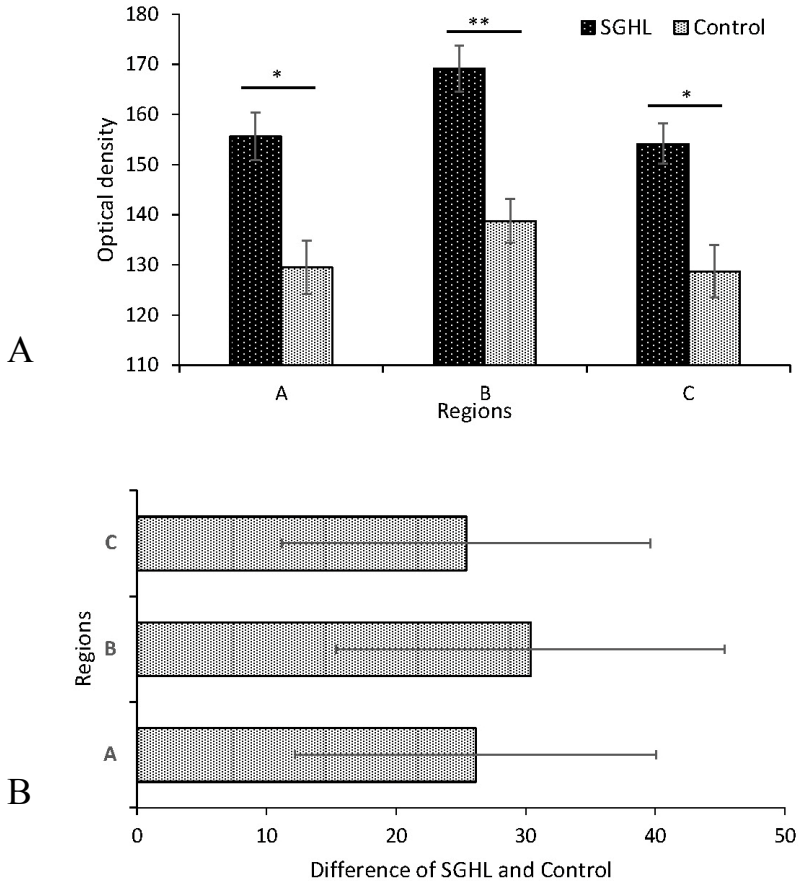 180
170
160
150
140
130
120
110
Optical density
SGHL Control
*
**
*
A
A B C
Regions
C
B
A
Regions
B
0 10 20 30 40 50
Difference of SGHL and Control